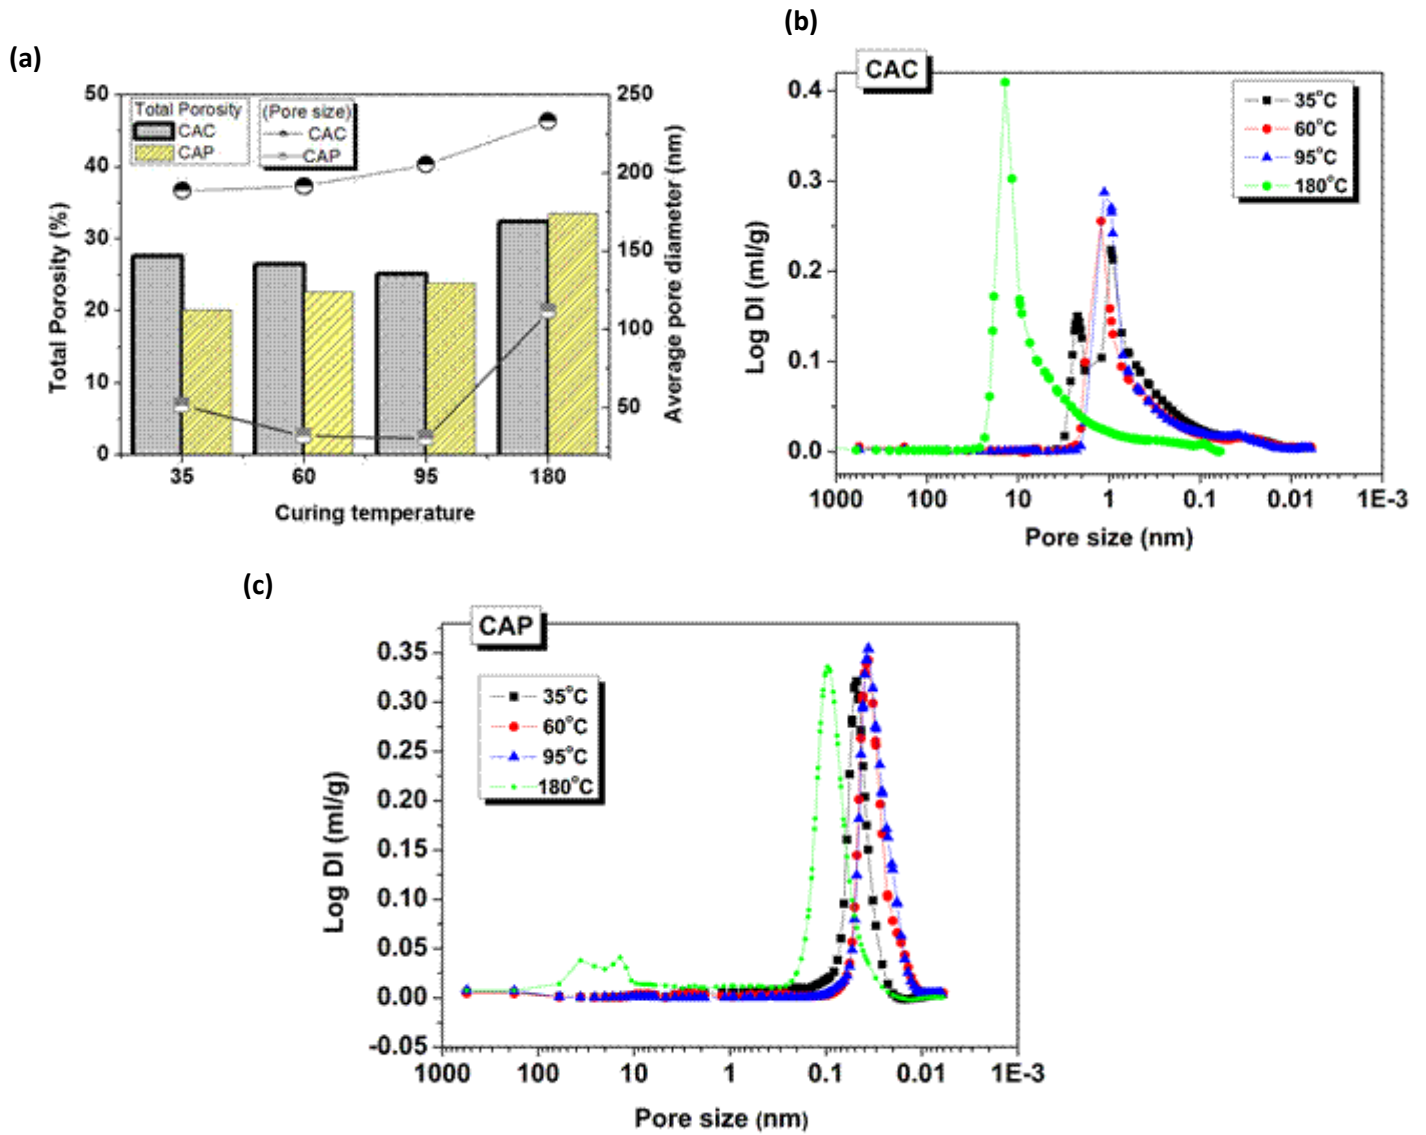 (a)
50
40
30
20
10
0
Total Porosity (%)
Total Porosity
CAC
CAP
(Pore size)
CAC
CAP
250
200
150
100
50
Average pore diameter (nm)
35 60 95 180
Curing temperature
(b)
CAC
0.4
0.3
0.2
0.1
0.0
Log DI (ml/g)
35°C
60°C
95°C
180°C
1000 100 10 1 0.1 0.01 1E-3
Pore size (nm)
(c)
CAP
0.35
0.30
0.25
0.20
0.15
0.10
0.05
0.00
-0.05
Log DI (ml/g)
35°C
60°C
95°C
180°C
1000 100 10 1 0.1 0.01 1E-3
Pore size (nm)